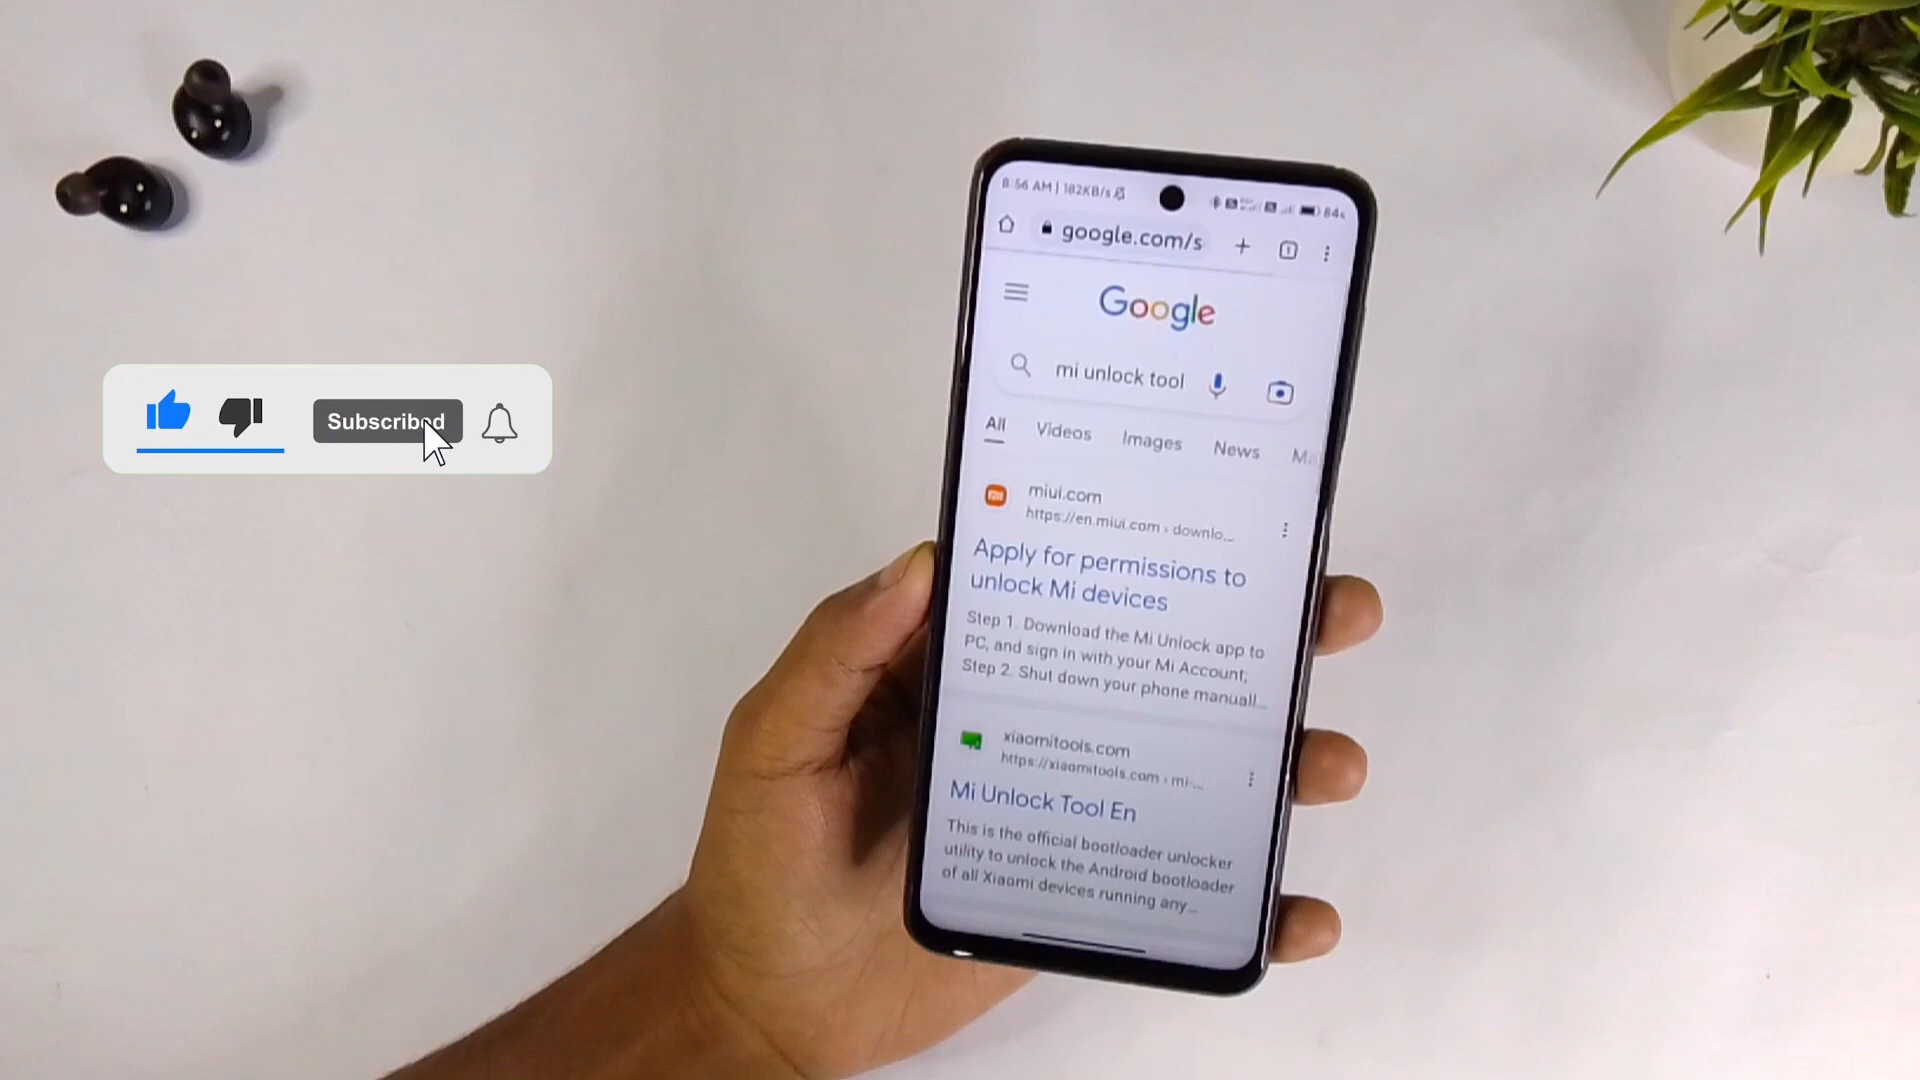 Subscribed
8:56 AM | 182KB/s
84
google.com/s
Google
mi unlock tool
All Videos Images News Ma
miui.com
https://en.miui.com › downlo...
Apply for permissions to
unlock Mi devices
Step 1. Download the Mi Unlock app to
PC, and sign in with your Mi Account;
Step 2. Shut down your phone manuall...
xiaomitools.com
https://xiaomitools.com › mi-...
Mi Unlock Tool En
This is the official bootloader unlocker
utility to unlock the Android bootloader
of all Xiaomi devices running any...